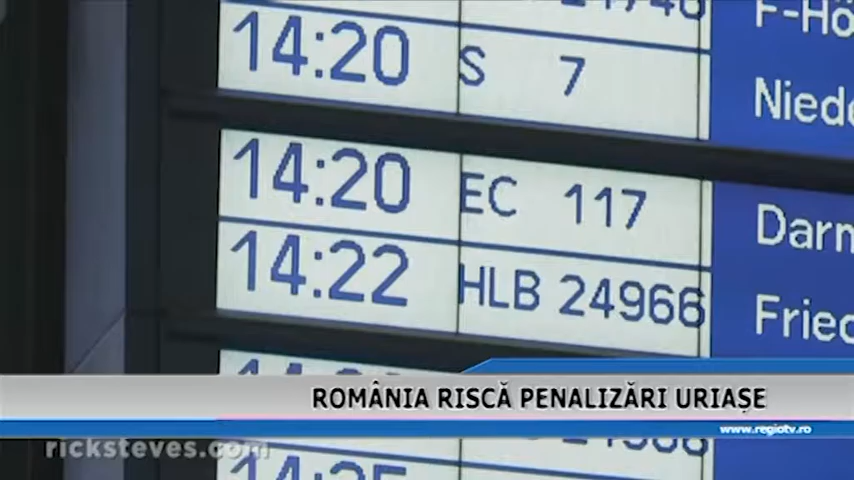 14:20 S 7 Niede
14:20 EC 117 Darm
14:22 HLB 24966 Fried
ROMÂNIA RISCĂ PENALIZĂRI URIAȘE
www.regiotv.ro
ricksteves.com